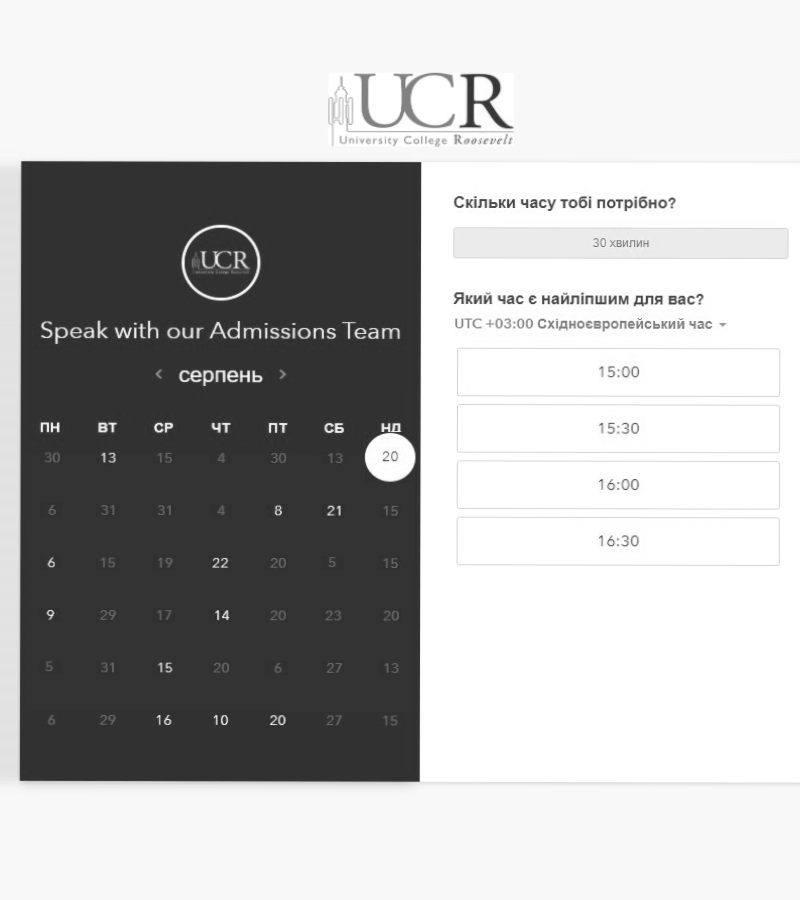 UCR
University College Roosevelt
UCR
University College Roosevelt
Speak with our Admissions Team
серпень
ПН ВТ СР ЧТ ПТ СБ НД
30 13 15 4 30 13 20
6 31 31 4 8 21 15
6 15 19 22 20 5 15
9 29 17 14 20 23 20
5 31 15 20 6 27 13
6 29 16 10 20 27 15
Скільки часу тобі потрібно?
30 хвилин
Який час є найліпшим для вас?
UTC +03:00 Східноєвропейський час
15:00
15:30
16:00
16:30